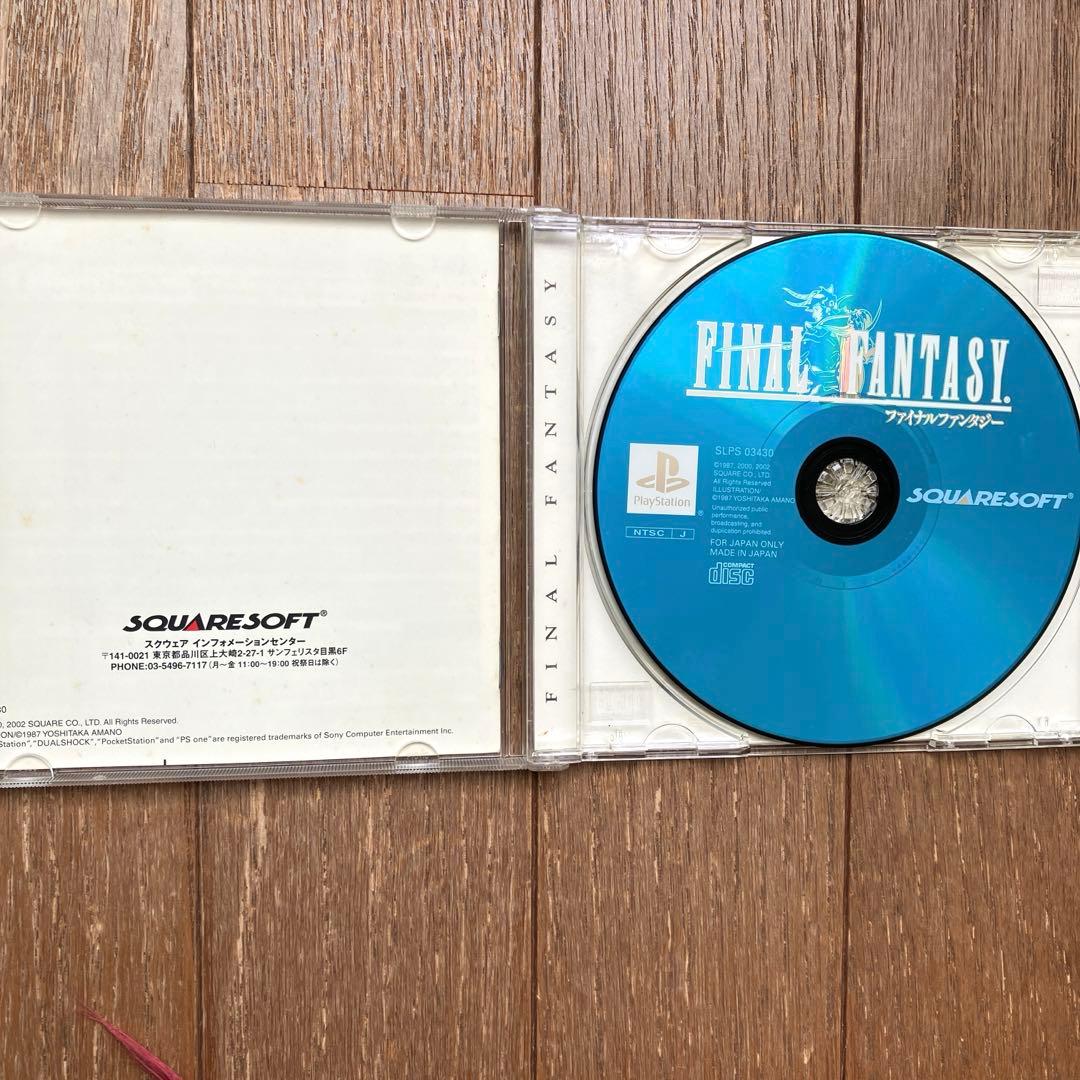 SQUARESOFT®
スクウェア インフォメーションセンター
〒141-0021 東京都品川区上大崎2-27-1 サンフェリスタ目黒6F
PHONE:03-5496-7117 (月～金 11:00～19:00 祝祭日は除く)
30
0, 2002 SQUARE CO., LTD. All Rights Reserved.
ON/©1987 YOSHITAKA AMANO
Station", "DUALSHOCK", "PocketStation" and "PS one" are registered trademarks of Sony Computer Entertainment Inc.
FINAL FANTASY
FINAL FANTASY®
ファイナルファンタジー
PlayStation®
NTSC J
SLPS 03430
©1987, 2000, 2002
SQUARE CO., LTD.
All Rights Reserved
ILLUSTRATION/
©1987 YOSHITAKA AMANO
Unauthorized public
performance,
broadcasting, and
duplication prohibited.
FOR JAPAN ONLY
MADE IN JAPAN
COMPACT
disc
SQUARESOFT®